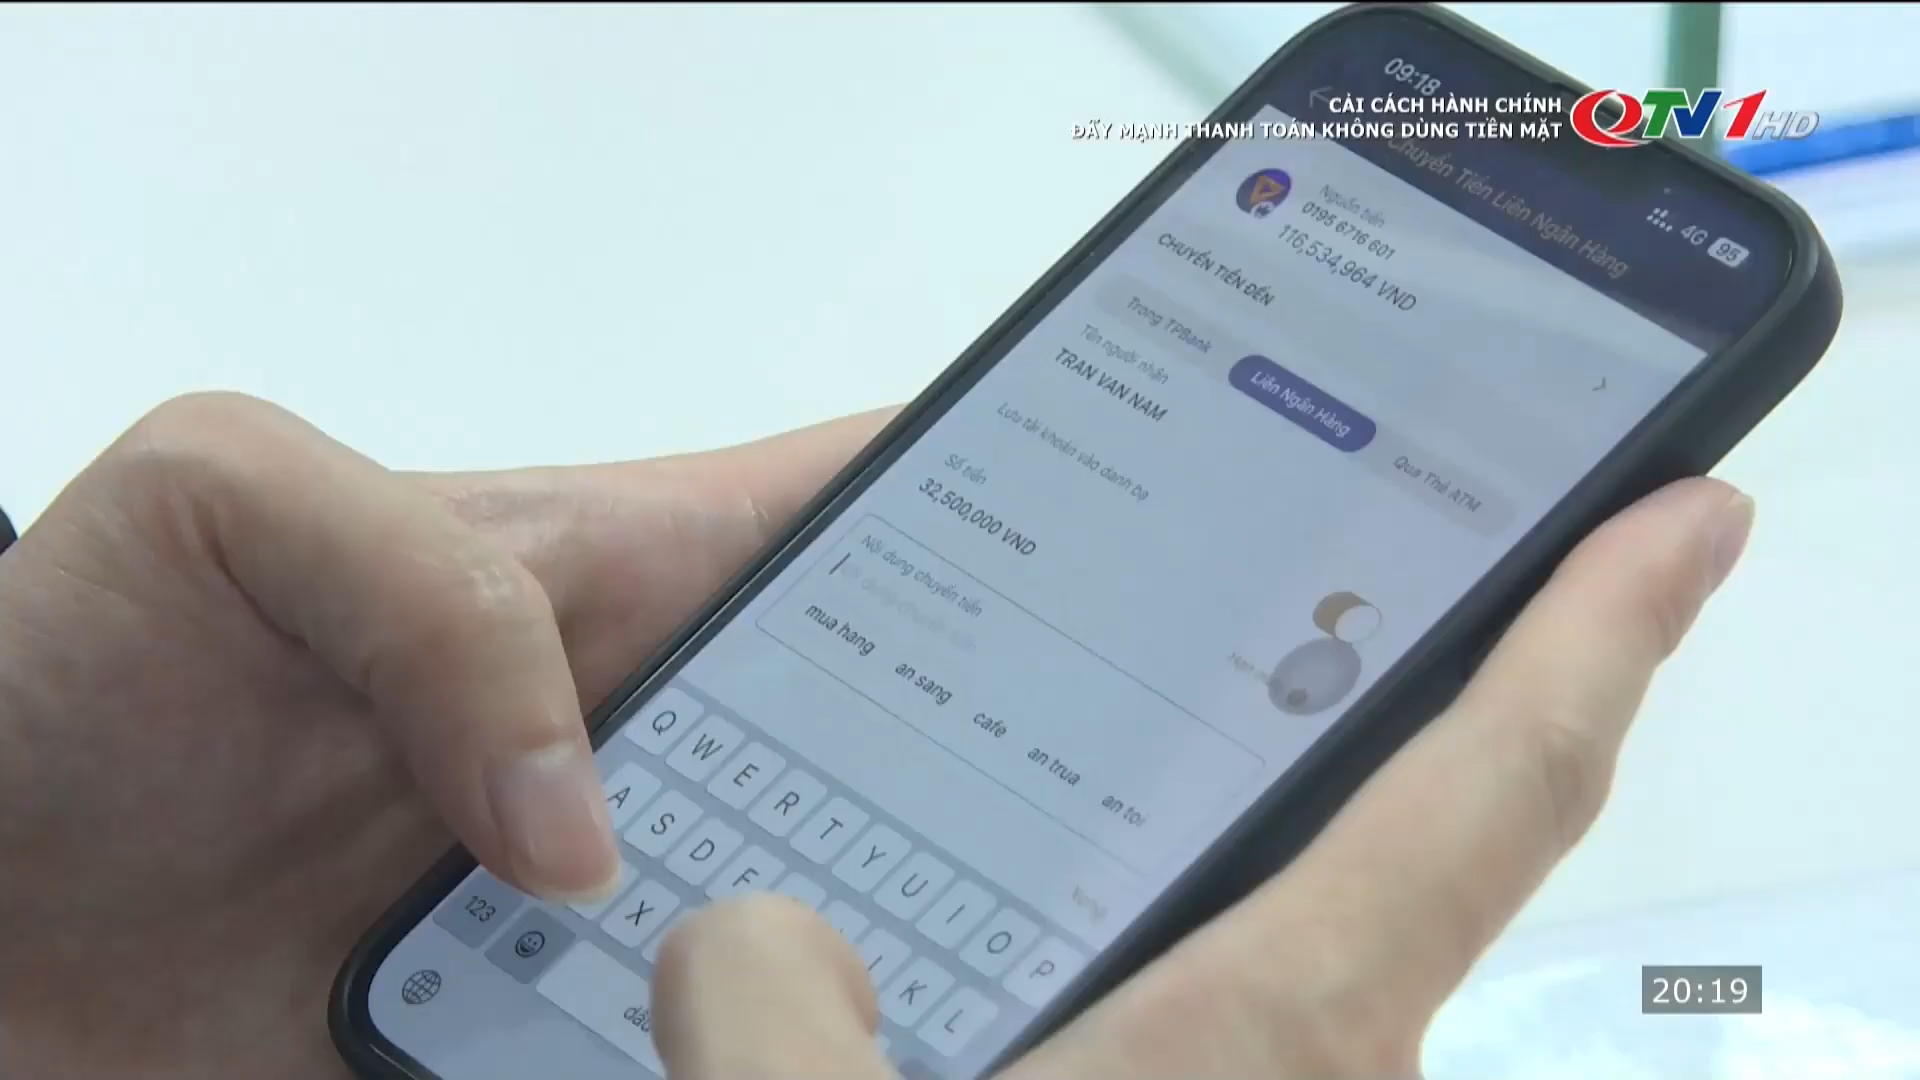 09:18
CẢI CÁCH HÀNH CHÍNH
ĐẨY MẠNH THANH TOÁN KHÔNG DÙNG TIỀN MẶT
QTV1HD
Chuyển Tiền Liên Ngân Hàng
4G 95
Nguồn tiền
0195 6716 601
116,534,964 VND
CHUYỂN TIỀN ĐẾN
Trong TPBank
Liên Ngân Hàng
Qua Thẻ ATM
Tên người nhận
TRAN VAN NAM
Lưu tài khoản vào danh bạ
Số tiền
32,500,000 VND
Nội dung chuyển tiền
mua hang an sang cafe an trua an toi
Q W E R T Y U I O P
A S D F K L
X
123
dấu
20:19